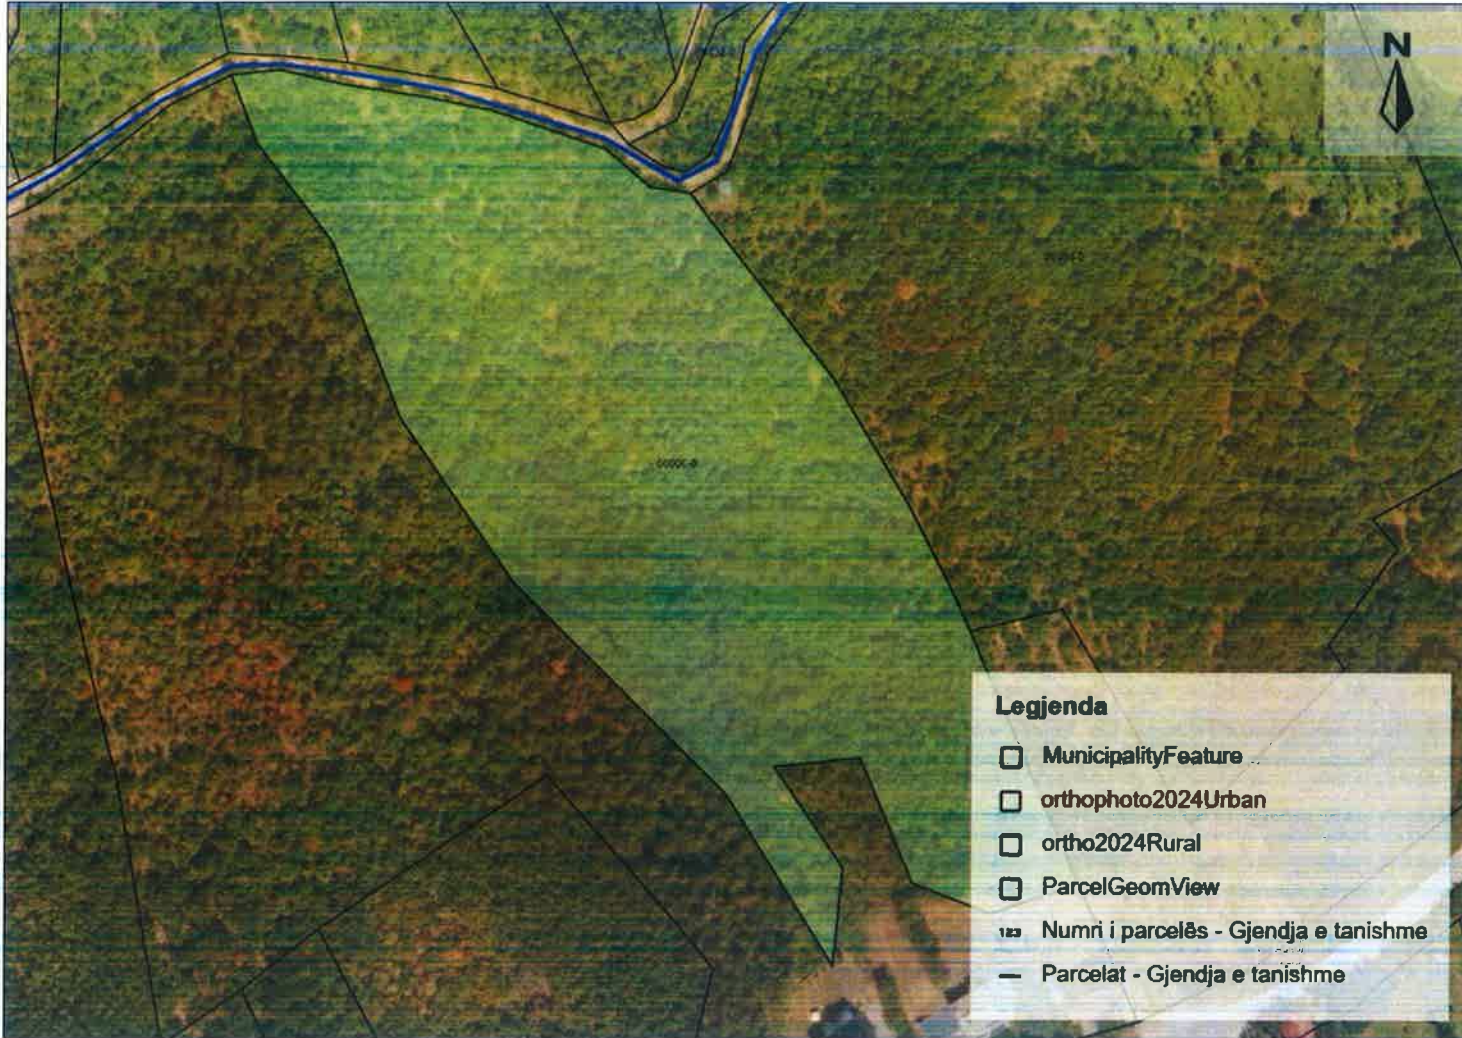 N
Legjenda
MunicipalityFeature
orthophoto2024Urban
ortho2024Rural
ParcelGeomView
123 Numri i parcelës - Gjendja e tanishme
Parcelat - Gjendja e tanishme